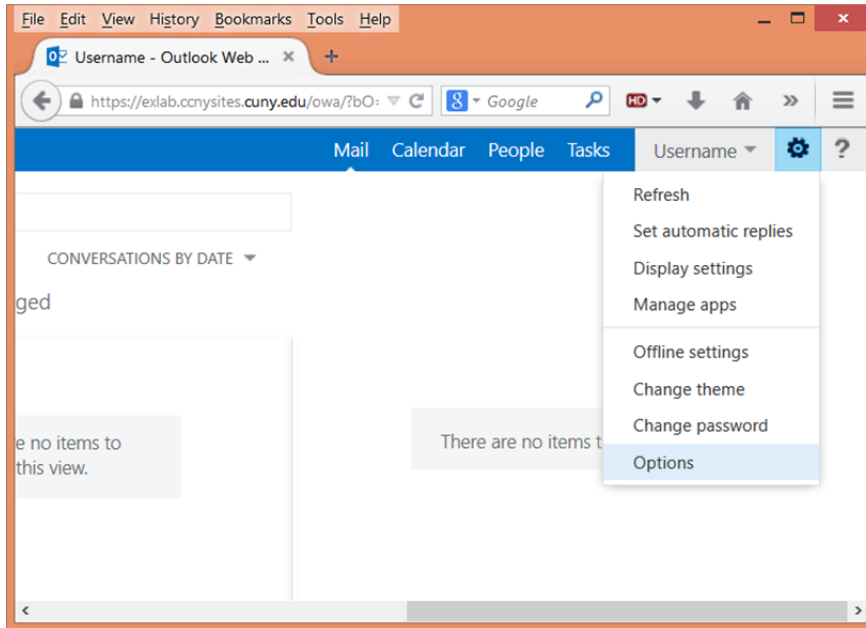 File Edit View History Bookmarks Tools Help
Username - Outlook Web ...
https://exlab.ccnysites.cuny.edu/owa/?bO= Google HD
Mail Calendar People Tasks Username ?
Refresh
Set automatic replies
CONVERSATIONS BY DATE
Display settings
ged
Manage apps
Offline settings
Change theme
Change password
e no items to
this view.
There are no items t
Options